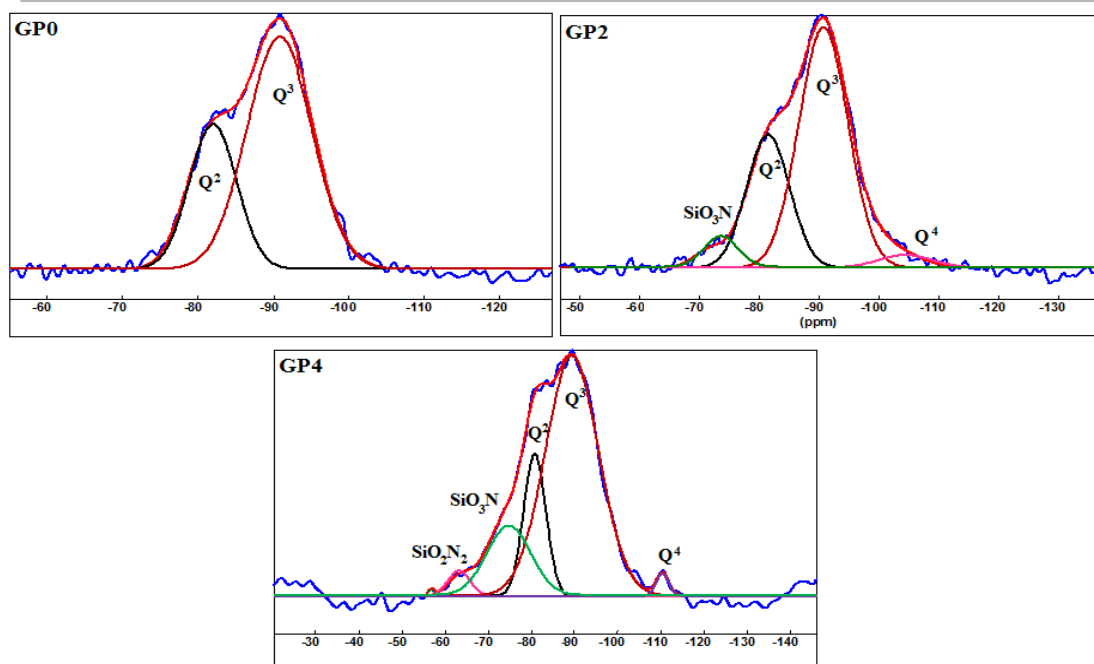 GP0
Q³
Q²
-60 -70 -80 -90 -100 -110 -120
GP2
Q³
Q²
SiO₃N
Q⁴
-50 -60 -70 -80 -90 -100 -110 -120 -130
(ppm)
GP4
Q³
Q²
SiO₃N
SiO₂N₂
Q⁴
-30 -40 -50 -60 -70 -80 -90 -100 -110 -120 -130 -140